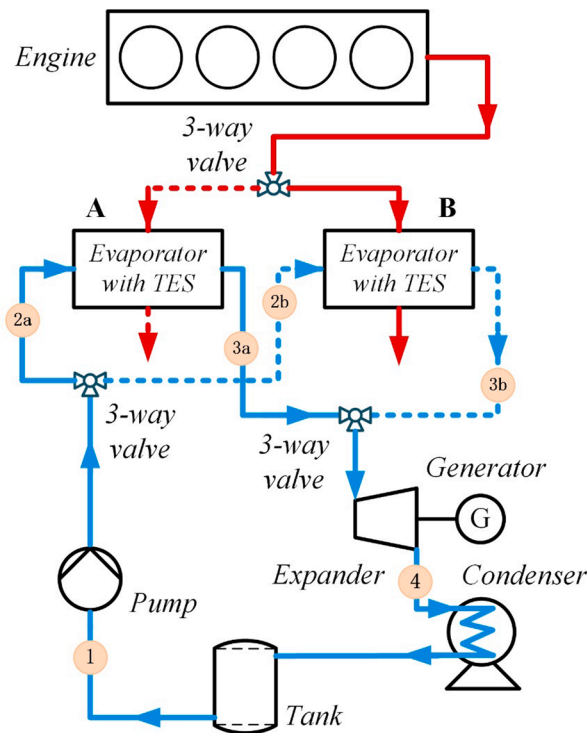 Engine
3-way
valve
A
B
Evaporator
with TES
Evaporator
with TES
2a
3a
2b
3b
3-way
valve
3-way
valve
Generator
G
Expander
4
Condenser
Pump
1
Tank